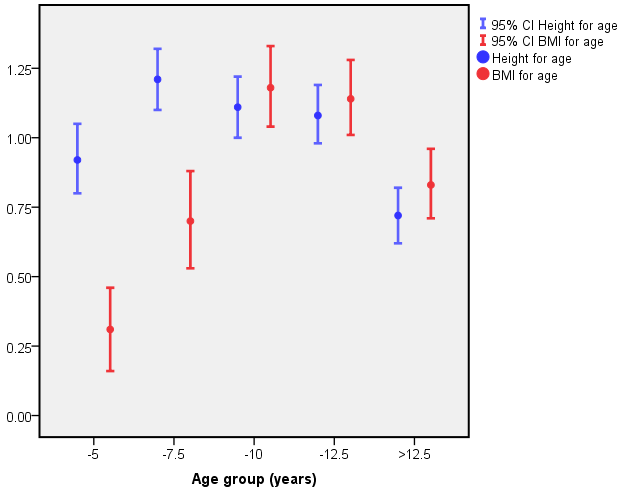 95% CI Height for age
95% CI BMI for age
Height for age
BMI for age
1.25
1.00
0.75
0.50
0.25
0.00
-5 -7.5 -10 -12.5 >12.5
Age group (years)